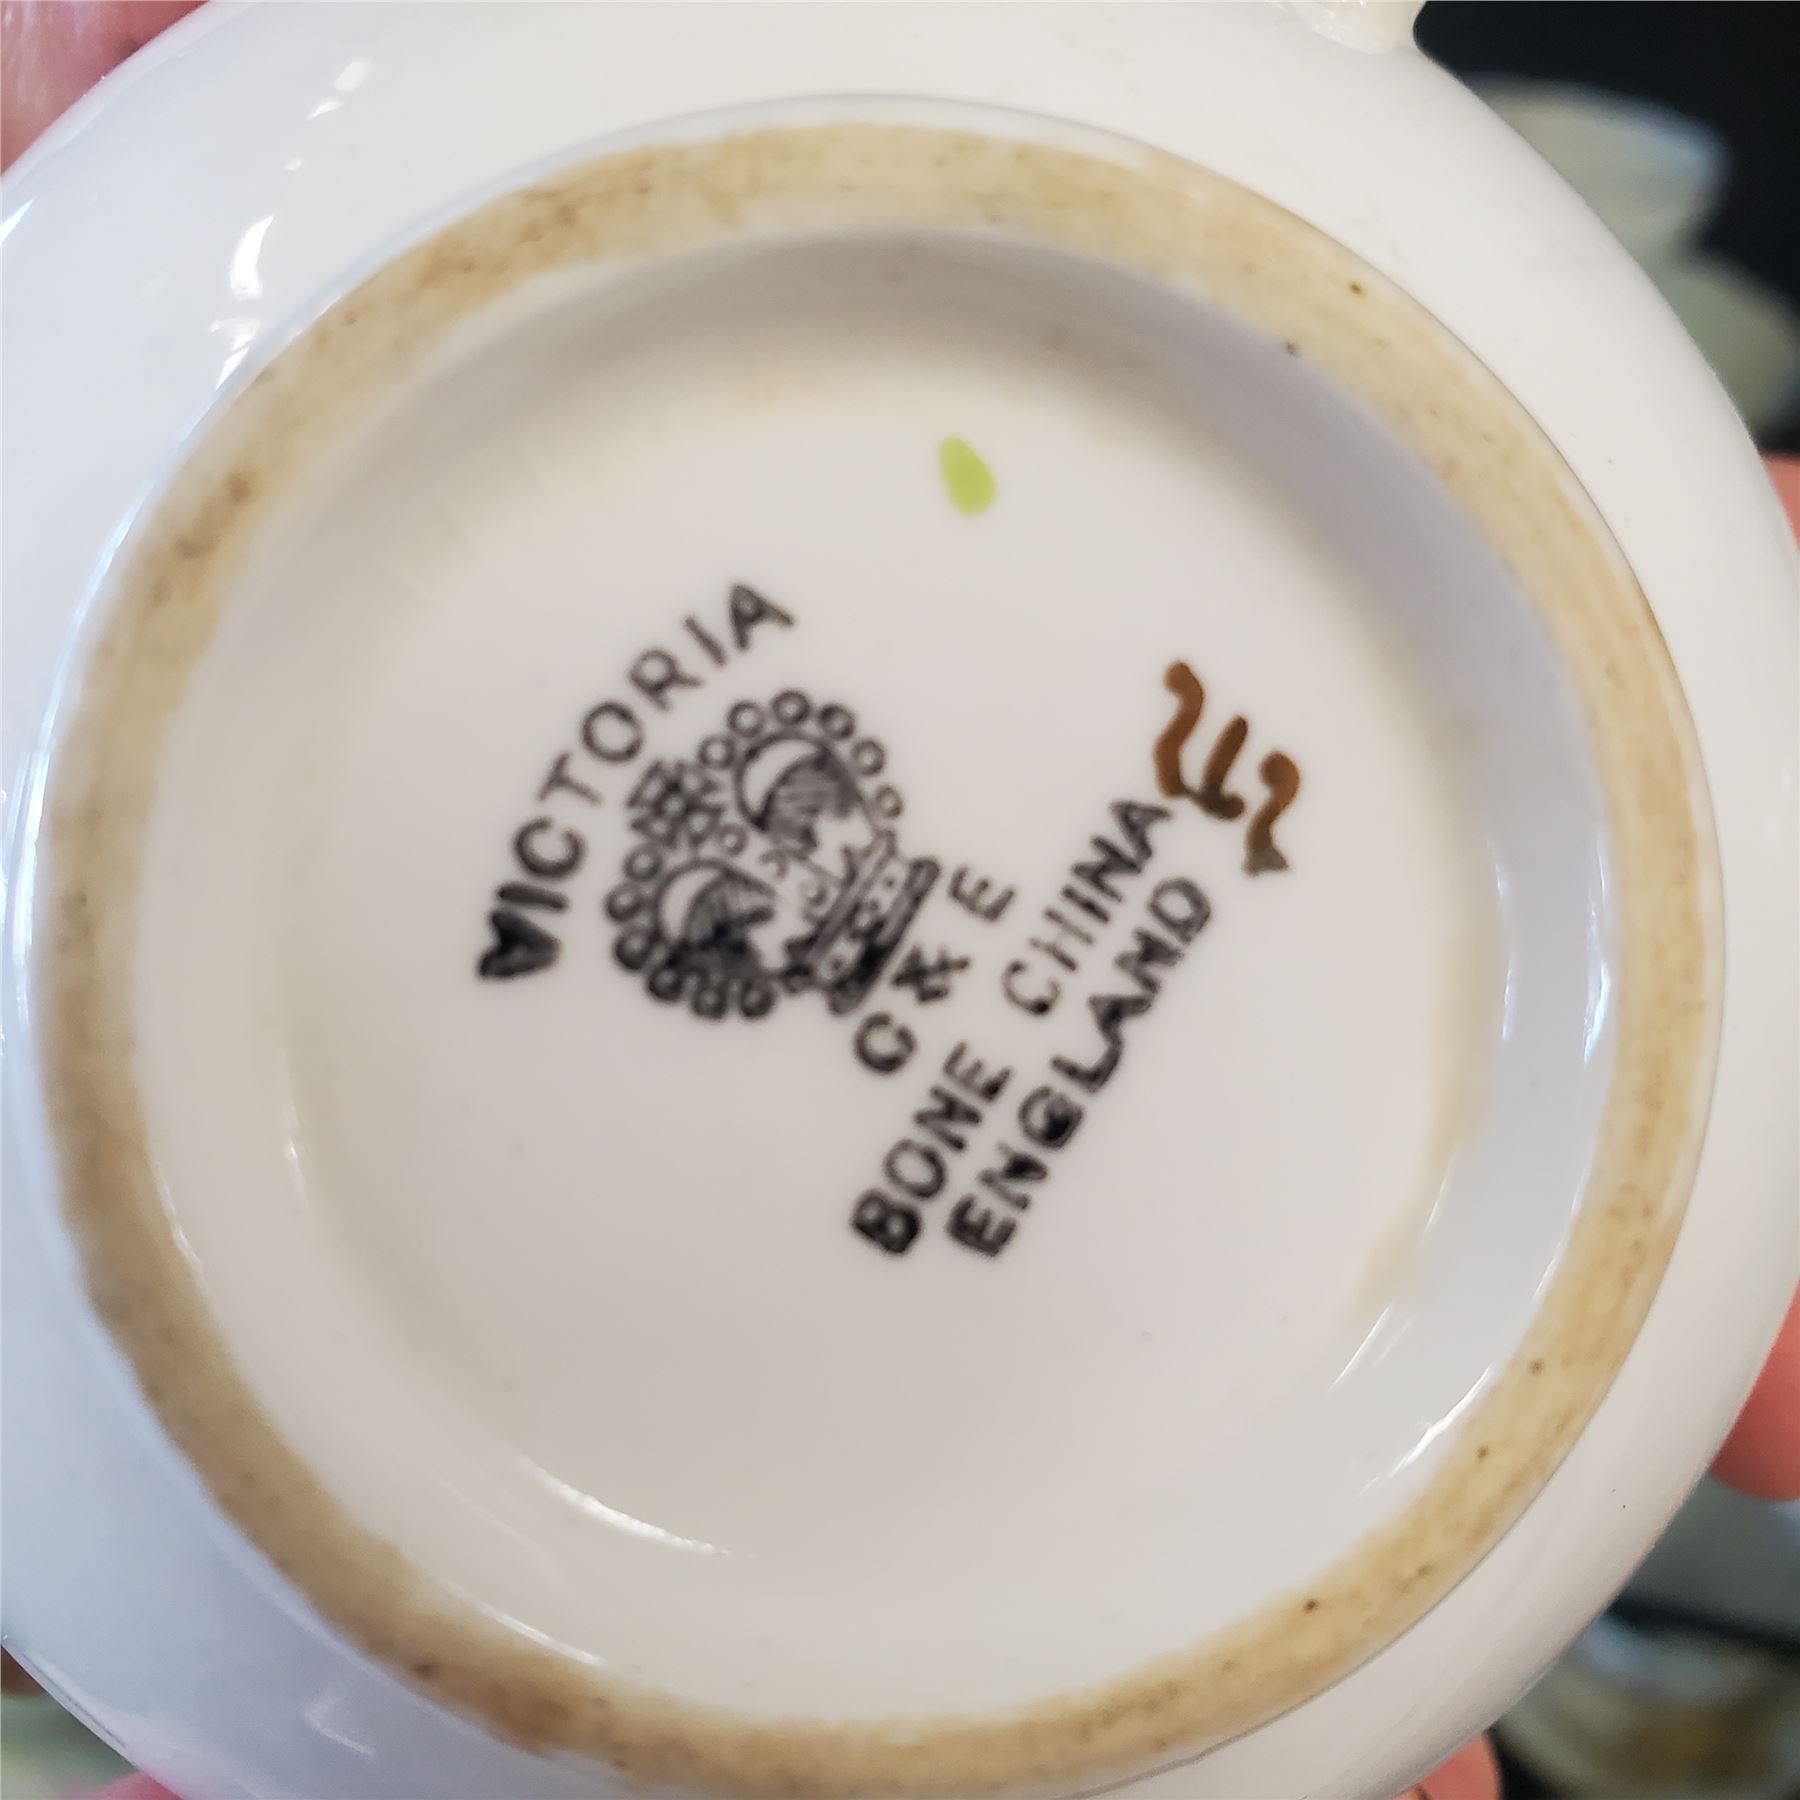 VICTORIA
C & E
BONE CHINA
ENGLAND